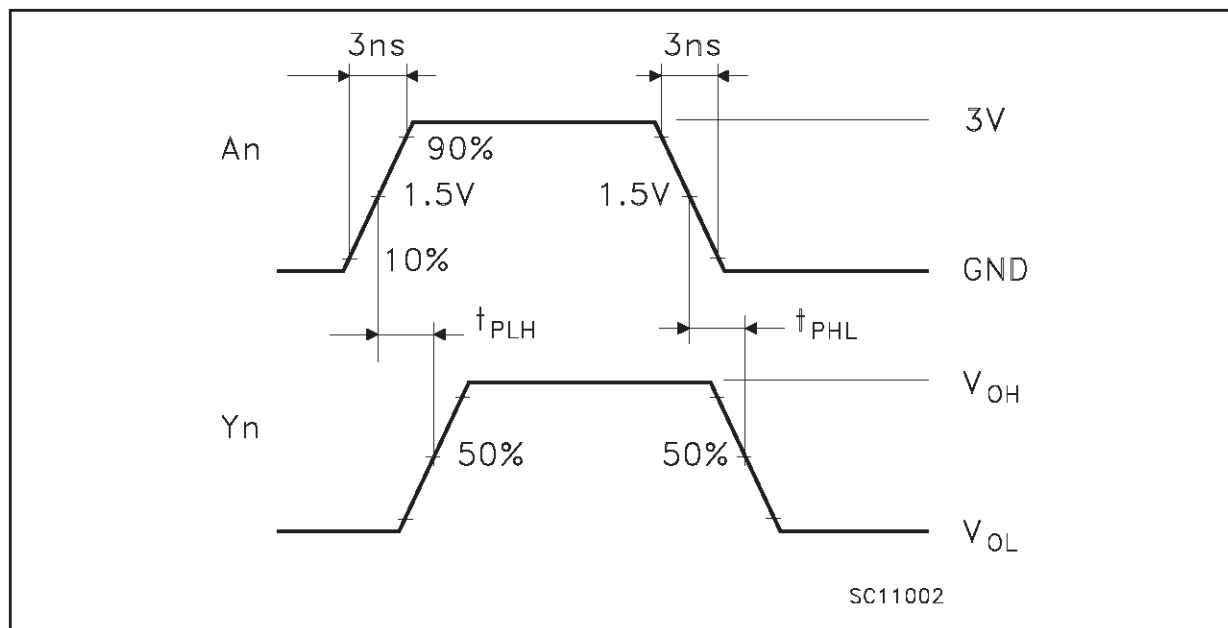 3ns 3ns
3V
An
90%
1.5V 1.5V
10%
GND
tPLH tPHL
VOH
Yn
50% 50%
VOL
SC11002